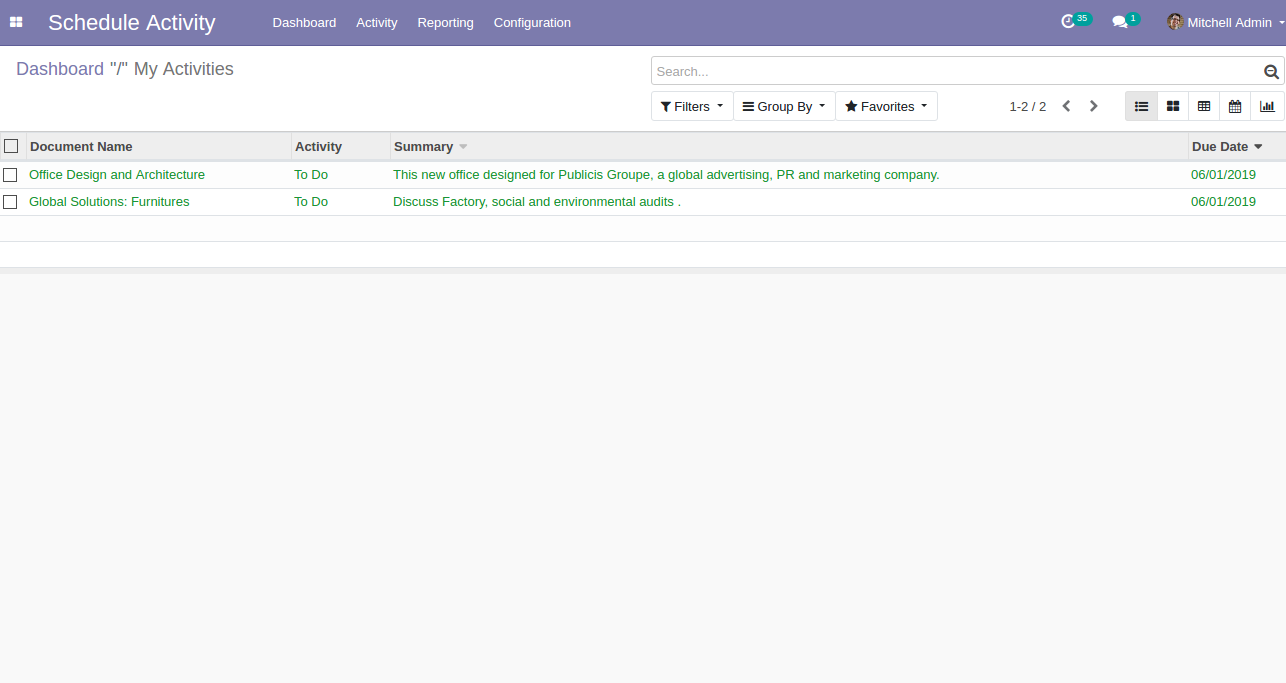 Schedule Activity Dashboard Activity Reporting Configuration 35 1 Mitchell Admin
Dashboard "/" My Activities
Search...
Filters Group By Favorites 1-2 / 2
Document Name Activity Summary Due Date
Office Design and Architecture To Do This new office designed for Publicis Groupe, a global advertising, PR and marketing company. 06/01/2019
Global Solutions: Furnitures To Do Discuss Factory, social and environmental audits . 06/01/2019